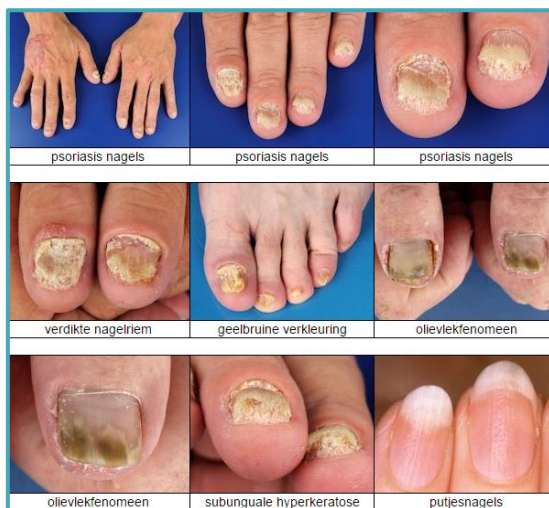 psoriasis nagels
psoriasis nagels
psoriasis nagels
verdikte nagelriem
geelbruine verkleuring
olievlekfenomeen
olievlekfenomeen
subunguale hyperkeratose
putjesnagels